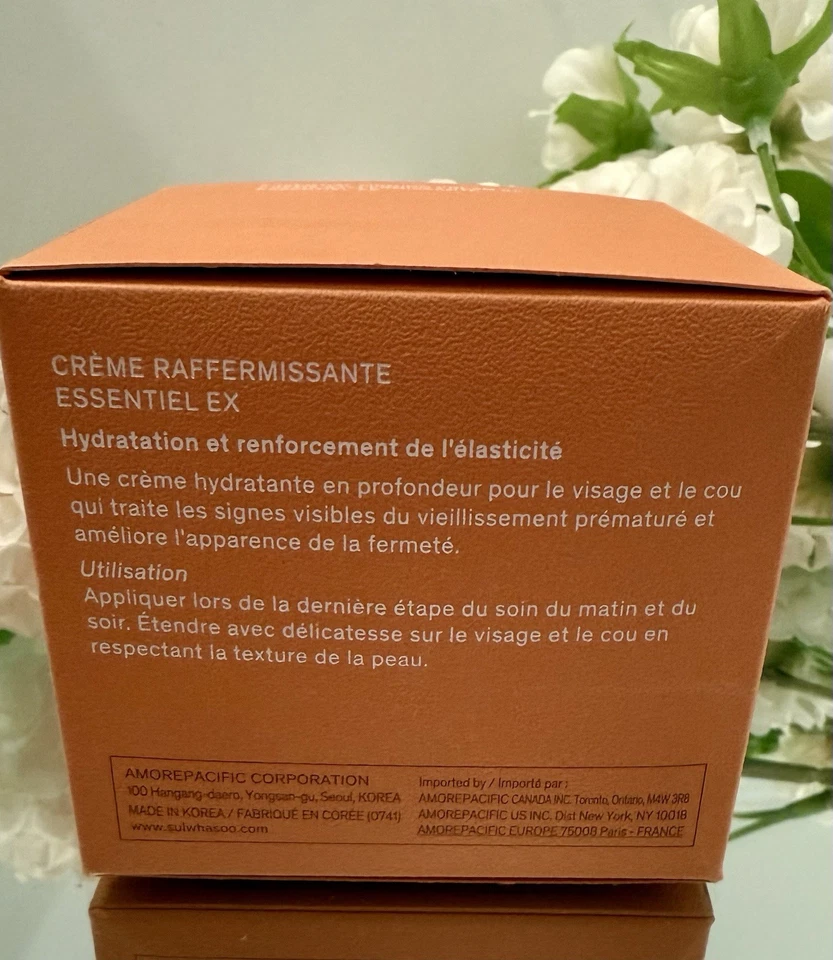 CRÈME RAFFERMISSANTE
ESSENTIEL EX
Hydratation et renforcement de l'élasticité
Une crème hydratante en profondeur pour le visage et le cou
qui traite les signes visibles du vieillissement prématuré et
améliore l'apparence de la fermeté.
Utilisation
Appliquer lors de la dernière étape du soin du matin et du
soir. Étendre avec délicatesse sur le visage et le cou en
respectant la texture de la peau.
AMOREPACIFIC CORPORATION
100 Hangang-daero, Yongsan-gu, Seoul, KOREA
MADE IN KOREA / FABRIQUÉ EN CORÉE (0741)
www.sulwhasoo.com
Imported by / Importé par :
AMOREPACIFIC CANADA INC. Toronto, Ontario, M4W 3R8
AMOREPACIFIC US INC. Dist New York, NY 10018
AMOREPACIFIC EUROPE 75008 Paris - FRANCE